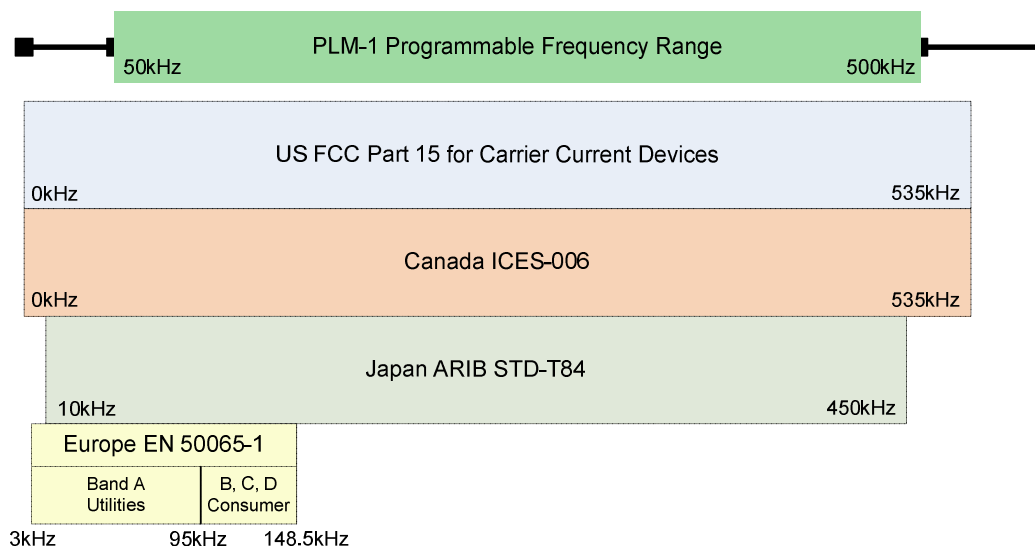 PLM-1 Programmable Frequency Range
50kHz 500kHz
US FCC Part 15 for Carrier Current Devices
0kHz 535kHz
Canada ICES-006
0kHz 535kHz
Japan ARIB STD-T84
10kHz 450kHz
Europe EN 50065-1
Band A
Utilities
B, C, D
Consumer
3kHz 95kHz 148.5kHz